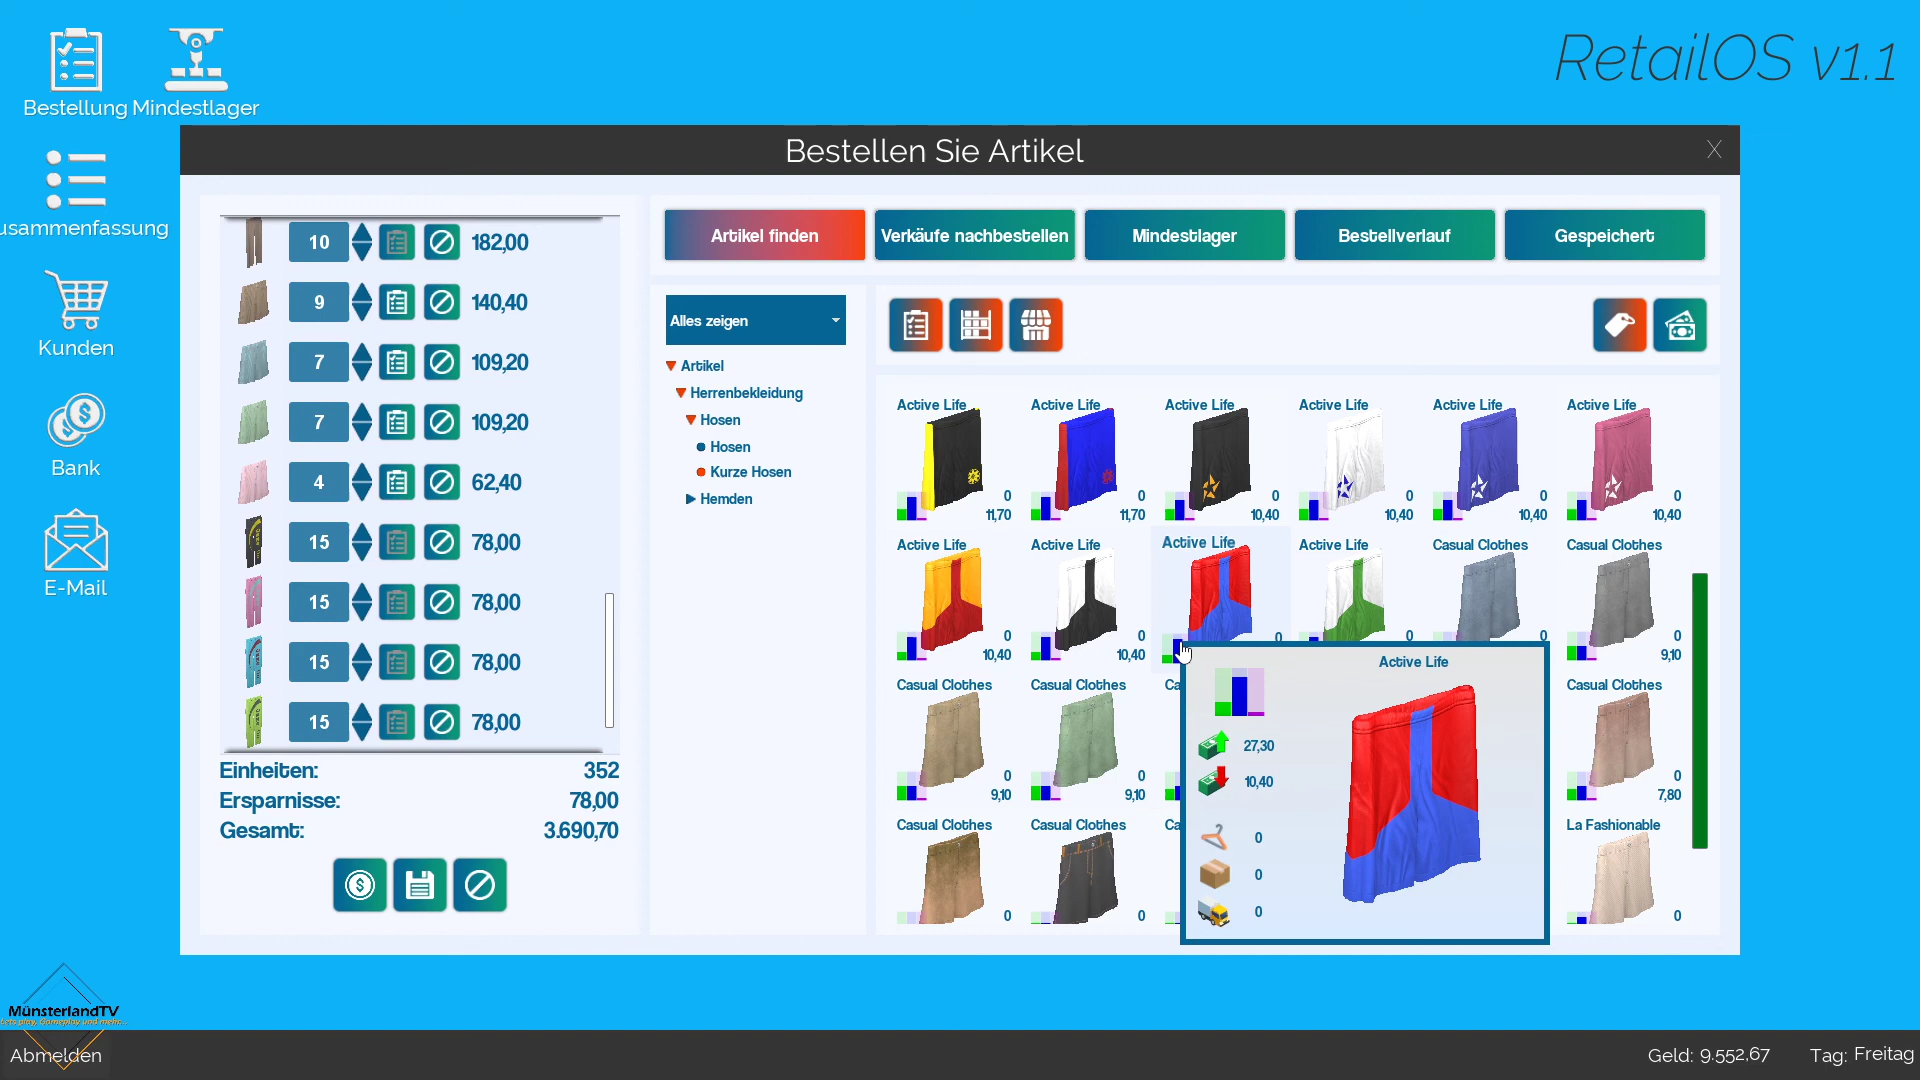 RetailOS v1.1
Bestellung
Mindestlager
usammenfassung
Kunden
Bank
E-Mail
Bestellen Sie Artikel
X
10 182,00
9 140,40
7 109,20
7 109,20
4 62,40
15 78,00
15 78,00
15 78,00
15 78,00
Einheiten: 352
Ersparnisse: 78,00
Gesamt: 3.690,70
Artikel finden
Verkäufe nachbestellen
Mindestlager
Bestellverlauf
Gespeichert
Alles zeigen
Artikel
Herrenbekleidung
Hosen
Hosen
Kurze Hosen
Hemden
Active Life Active Life Active Life Active Life Active Life Active Life
0 0 0 0 0 0
11,70 11,70 10,40 10,40 10,40 10,40
Active Life Active Life Active Life Active Life Casual Clothes Casual Clothes
0 0 0 0 0 0
10,40 10,40 9,10
Casual Clothes Casual Clothes Ca Casual Clothes
0 0 0
9,10 9,10 7,80
Casual Clothes Casual Clothes Ca La Fashionable
0 0 0
Active Life
27,30
10,40
0
0
0
MünsterlandTV
Lets play, Gameplay und mehr...
Abmelden
Geld: 9.552,67
Tag: Freitag